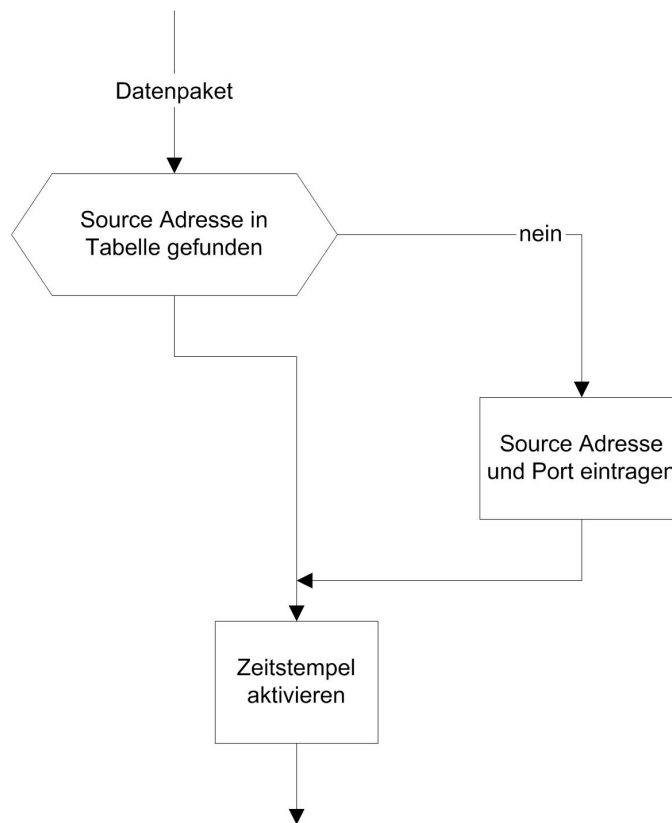 Datenpaket
Source Adresse in
Tabelle gefunden
nein
Source Adresse
und Port eintragen
Zeitstempel
aktivieren